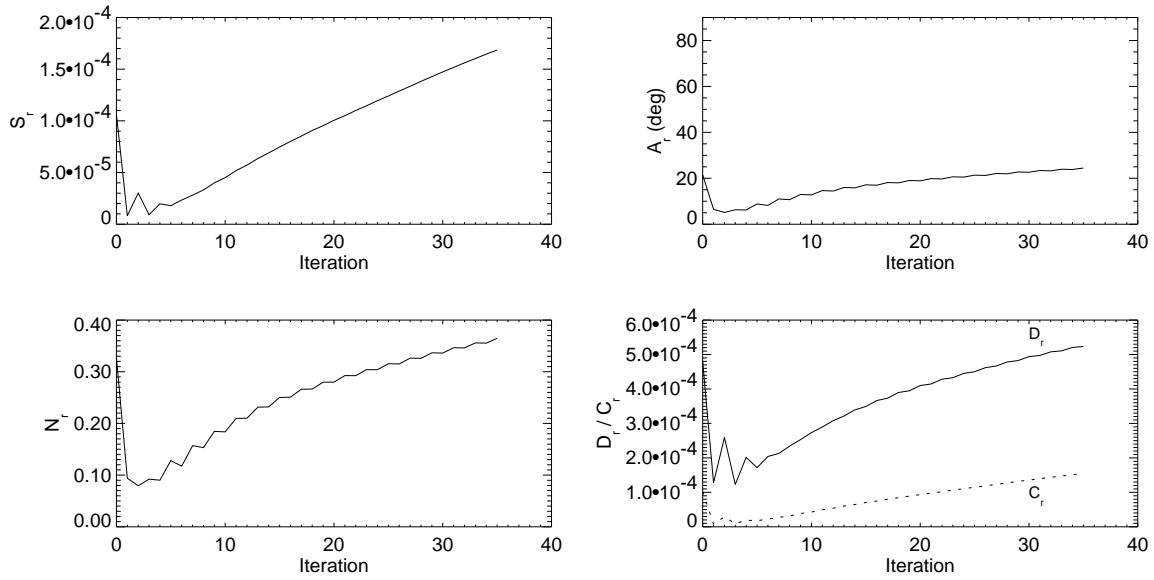 2.0•10⁻⁴
1.5•10⁻⁴
1.0•10⁻⁴
5.0•10⁻⁵
0
S_r
0 10 20 30 40
Iteration
80
60
40
20
0
A_r (deg)
0 10 20 30 40
Iteration
0.40
0.30
0.20
0.10
0.00
N_r
0 10 20 30 40
Iteration
6.0•10⁻⁴
5.0•10⁻⁴
4.0•10⁻⁴
3.0•10⁻⁴
2.0•10⁻⁴
1.0•10⁻⁴
0
D_r / C_r
D_r
C_r
0 10 20 30 40
Iteration